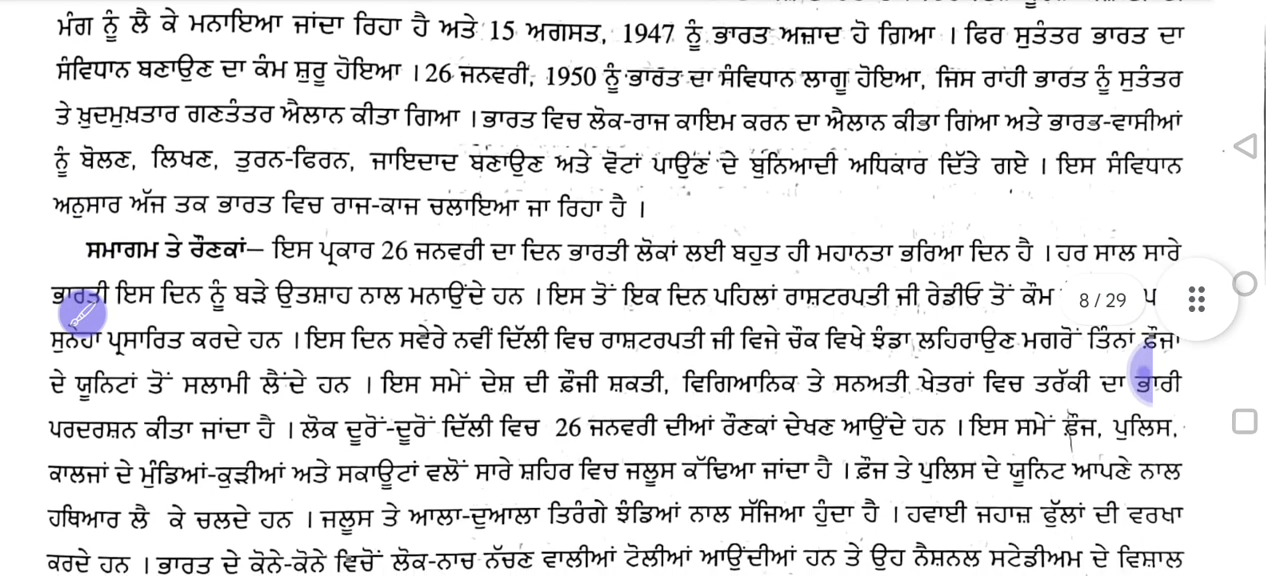 ਮੰਗ ਨੂੰ ਲੈ ਕੇ ਮਨਾਇਆ ਜਾਂਦਾ ਰਿਹਾ ਹੈ ਅਤੇ 15 ਅਗਸਤ, 1947 ਨੂੰ ਭਾਰਤ ਅਜ਼ਾਦ ਹੋ ਗਿਆ । ਫਿਰ ਸੁਤੰਤਰ ਭਾਰਤ ਦਾ
ਸੰਵਿਧਾਨ ਬਣਾਉਣ ਦਾ ਕੰਮ ਸ਼ੁਰੂ ਹੋਇਆ । 26 ਜਨਵਰੀ, 1950 ਨੂੰ ਭਾਰਤ ਦਾ ਸੰਵਿਧਾਨ ਲਾਗੂ ਹੋਇਆ, ਜਿਸ ਰਾਹੀ ਭਾਰਤ ਨੂੰ ਸੁਤੰਤਰ
ਤੇ ਖ਼ੁਦਮੁਖ਼ਤਾਰ ਗਣਤੰਤਰ ਐਲਾਨ ਕੀਤਾ ਗਿਆ । ਭਾਰਤ ਵਿਚ ਲੋਕ-ਰਾਜ ਕਾਇਮ ਕਰਨ ਦਾ ਐਲਾਨ ਕੀਤਾ ਗਿਆ ਅਤੇ ਭਾਰਤ-ਵਾਸੀਆਂ
ਨੂੰ ਬੋਲਣ, ਲਿਖਣ, ਤੁਰਨ-ਫਿਰਨ, ਜਾਇਦਾਦ ਬਣਾਉਣ ਅਤੇ ਵੋਟਾਂ ਪਾਉਣ ਦੇ ਬੁਨਿਆਦੀ ਅਧਿਕਾਰ ਦਿੱਤੇ ਗਏ । ਇਸ ਸੰਵਿਧਾਨ
ਅਨੁਸਾਰ ਅੱਜ ਤਕ ਭਾਰਤ ਵਿਚ ਰਾਜ-ਕਾਜ ਚਲਾਇਆ ਜਾ ਰਿਹਾ ਹੈ ।
ਸਮਾਗਮ ਤੇ ਰੌਣਕਾਂ— ਇਸ ਪ੍ਰਕਾਰ 26 ਜਨਵਰੀ ਦਾ ਦਿਨ ਭਾਰਤੀ ਲੋਕਾਂ ਲਈ ਬਹੁਤ ਹੀ ਮਹਾਨਤਾ ਭਰਿਆ ਦਿਨ ਹੈ । ਹਰ ਸਾਲ ਸਾਰੇ
ਭਾਰਤੀ ਇਸ ਦਿਨ ਨੂੰ ਬੜੇ ਉਤਸ਼ਾਹ ਨਾਲ ਮਨਾਉਂਦੇ ਹਨ । ਇਸ ਤੋਂ ਇਕ ਦਿਨ ਪਹਿਲਾਂ ਰਾਸ਼ਟਰਪਤੀ ਜੀ ਰੇਡੀਓ ਤੋਂ ਕੌਮ 8 / 29
ਸੁਨੇਹਾ ਪ੍ਰਸਾਰਿਤ ਕਰਦੇ ਹਨ । ਇਸ ਦਿਨ ਸਵੇਰੇ ਨਵੀਂ ਦਿੱਲੀ ਵਿਚ ਰਾਸ਼ਟਰਪਤੀ ਜੀ ਵਿਜੇ ਚੌਕ ਵਿਖੇ ਝੰਡਾ ਲਹਿਰਾਉਣ ਮਗਰੋਂ ਤਿੰਨਾਂ ਫ਼ੌਜਾਂ
ਦੇ ਯੂਨਿਟਾਂ ਤੋਂ ਸਲਾਮੀ ਲੈਂਦੇ ਹਨ । ਇਸ ਸਮੇਂ ਦੇਸ਼ ਦੀ ਫ਼ੌਜੀ ਸ਼ਕਤੀ, ਵਿਗਿਆਨਿਕ ਤੇ ਸਨਅਤੀ ਖੇਤਰਾਂ ਵਿਚ ਤਰੱਕੀ ਦਾ ਭਾਰੀ
ਪਰਦਰਸ਼ਨ ਕੀਤਾ ਜਾਂਦਾ ਹੈ । ਲੋਕ ਦੂਰੋਂ-ਦੂਰੋਂ ਦਿੱਲੀ ਵਿਚ 26 ਜਨਵਰੀ ਦੀਆਂ ਰੌਣਕਾਂ ਦੇਖਣ ਆਉਂਦੇ ਹਨ । ਇਸ ਸਮੇਂ ਫ਼ੌਜ, ਪੁਲਿਸ,
ਕਾਲਜਾਂ ਦੇ ਮੁੰਡਿਆਂ-ਕੁੜੀਆਂ ਅਤੇ ਸਕਾਊਟਾਂ ਵਲੋਂ ਸਾਰੇ ਸ਼ਹਿਰ ਵਿਚ ਜਲੂਸ ਕੱਢਿਆ ਜਾਂਦਾ ਹੈ । ਫ਼ੌਜ ਤੇ ਪੁਲਿਸ ਦੇ ਯੂਨਿਟ ਆਪਣੇ ਨਾਲ
ਹਥਿਆਰ ਲੈ ਕੇ ਚਲਦੇ ਹਨ । ਜਲੂਸ ਤੇ ਆਲਾ-ਦੁਆਲਾ ਤਿਰੰਗੇ ਝੰਡਿਆਂ ਨਾਲ ਸੱਜਿਆ ਹੁੰਦਾ ਹੈ । ਹਵਾਈ ਜਹਾਜ਼ ਫੁੱਲਾਂ ਦੀ ਵਰਖਾ
ਕਰਦੇ ਹਨ । ਭਾਰਤ ਦੇ ਕੋਨੇ-ਕੋਨੇ ਵਿਚੋਂ ਲੋਕ-ਨਾਚ ਨੱਚਣ ਵਾਲੀਆਂ ਟੋਲੀਆਂ ਆਉਂਦੀਆਂ ਹਨ ਤੇ ਉਹ ਨੈਸ਼ਨਲ ਸਟੇਡੀਅਮ ਦੇ ਵਿਸ਼ਾਲ